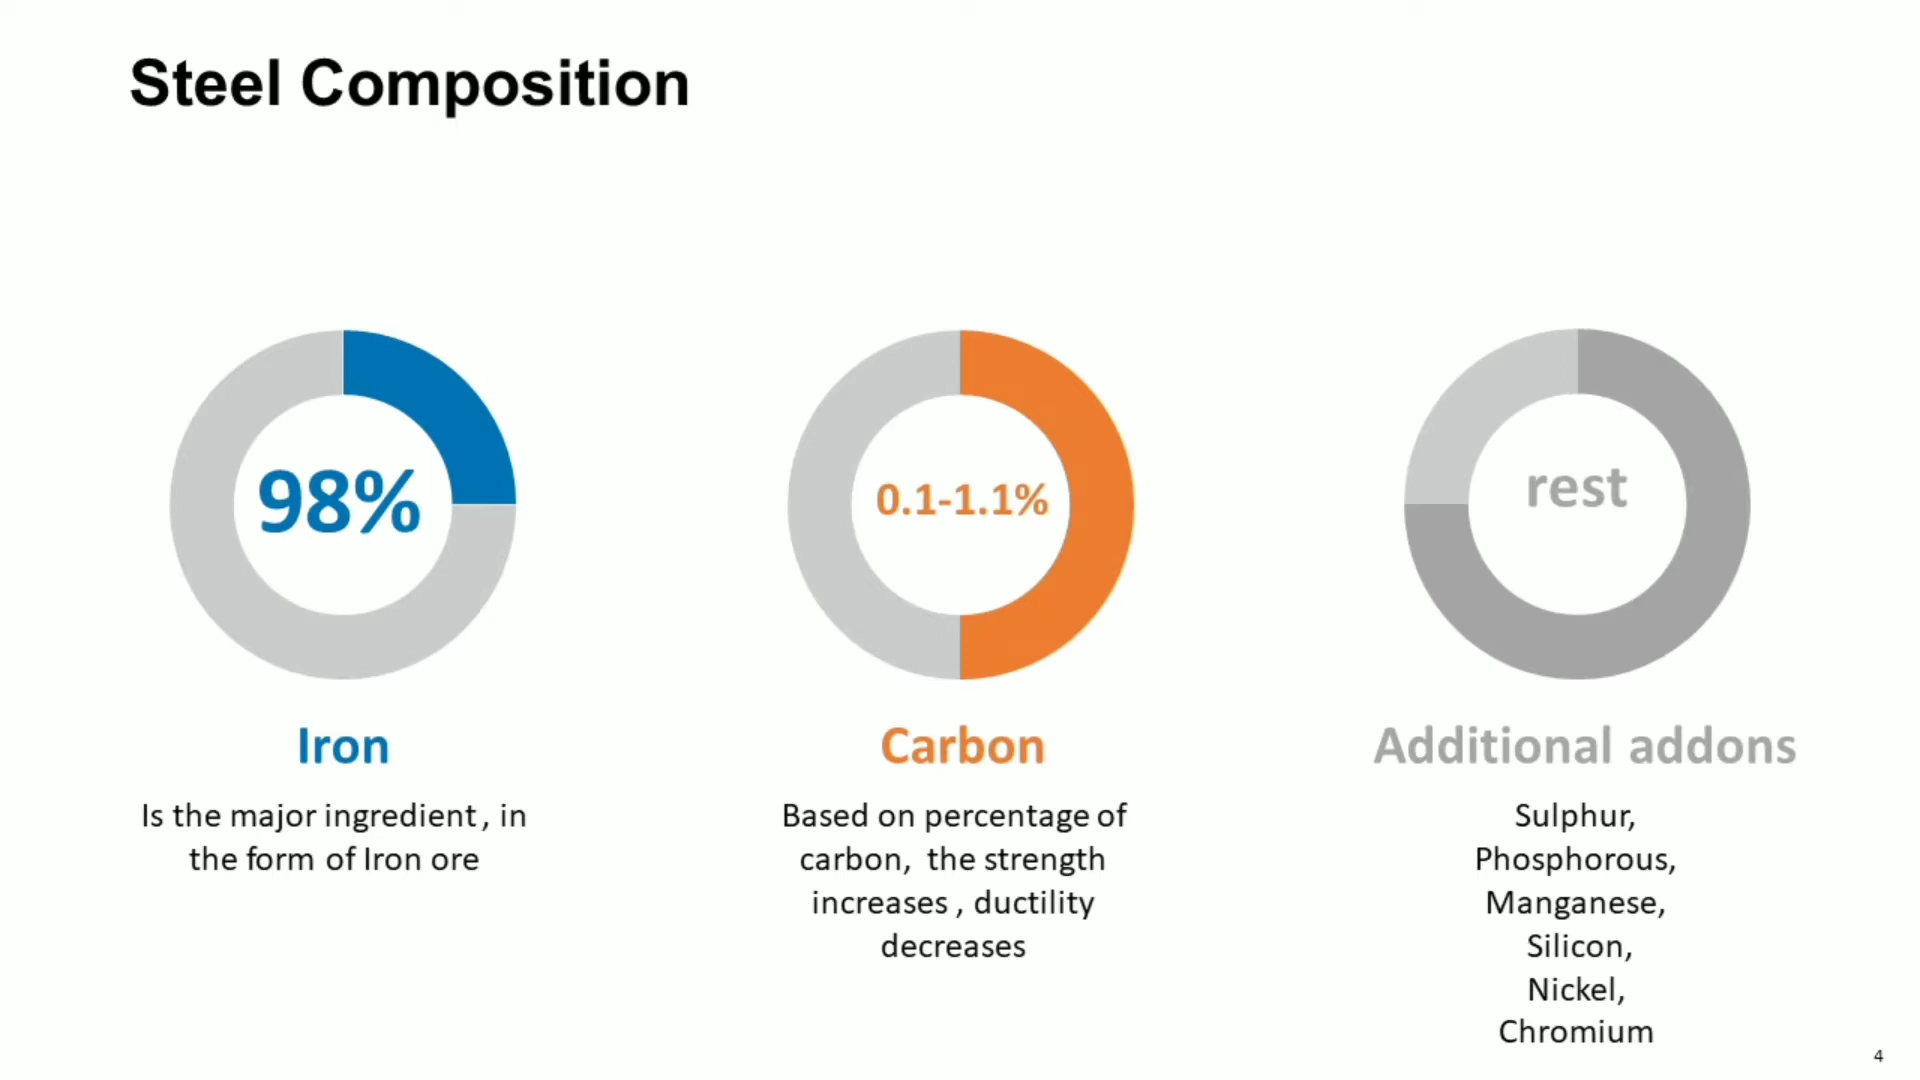 Steel Composition
98%
0.1-1.1%
rest
Iron
Carbon
Additional addons
Is the major ingredient, in
the form of Iron ore
Based on percentage of
carbon, the strength
increases , ductility
decreases
Sulphur,
Phosphorous,
Manganese,
Silicon,
Nickel,
Chromium
4